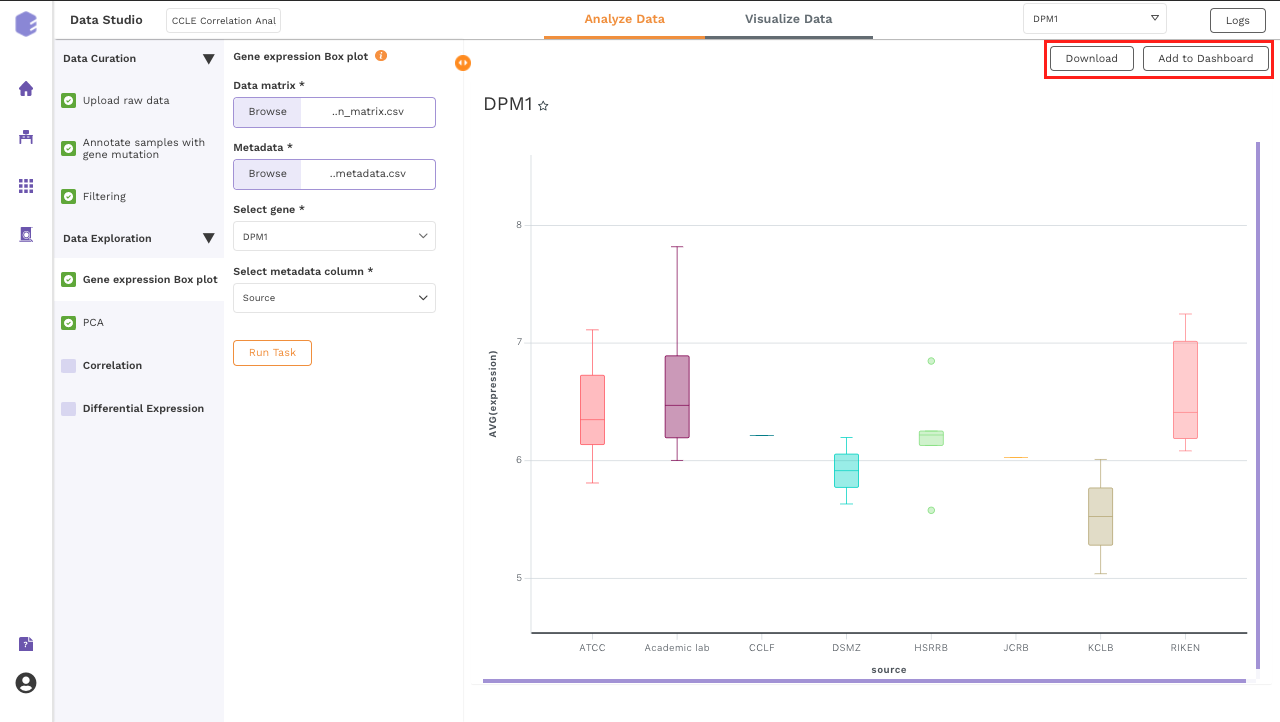 Data Studio
CCLE Correlation Anal
Analyze Data
Visualize Data
DPM1
Logs
Data Curation
Upload raw data
Annotate samples with
gene mutation
Filtering
Data Exploration
Gene expression Box plot
PCA
Correlation
Differential Expression
Gene expression Box plot
i
Data matrix *
Browse
..n_matrix.csv
Metadata *
Browse
..metadata.csv
Select gene *
DPM1
Select metadata column *
Source
Run Task
Download
Add to Dashboard
DPM1
AVG(expression)
8
7
6
5
ATCC
Academic lab
CCLF
DSMZ
HSRRB
JCRB
KCLB
RIKEN
source
?